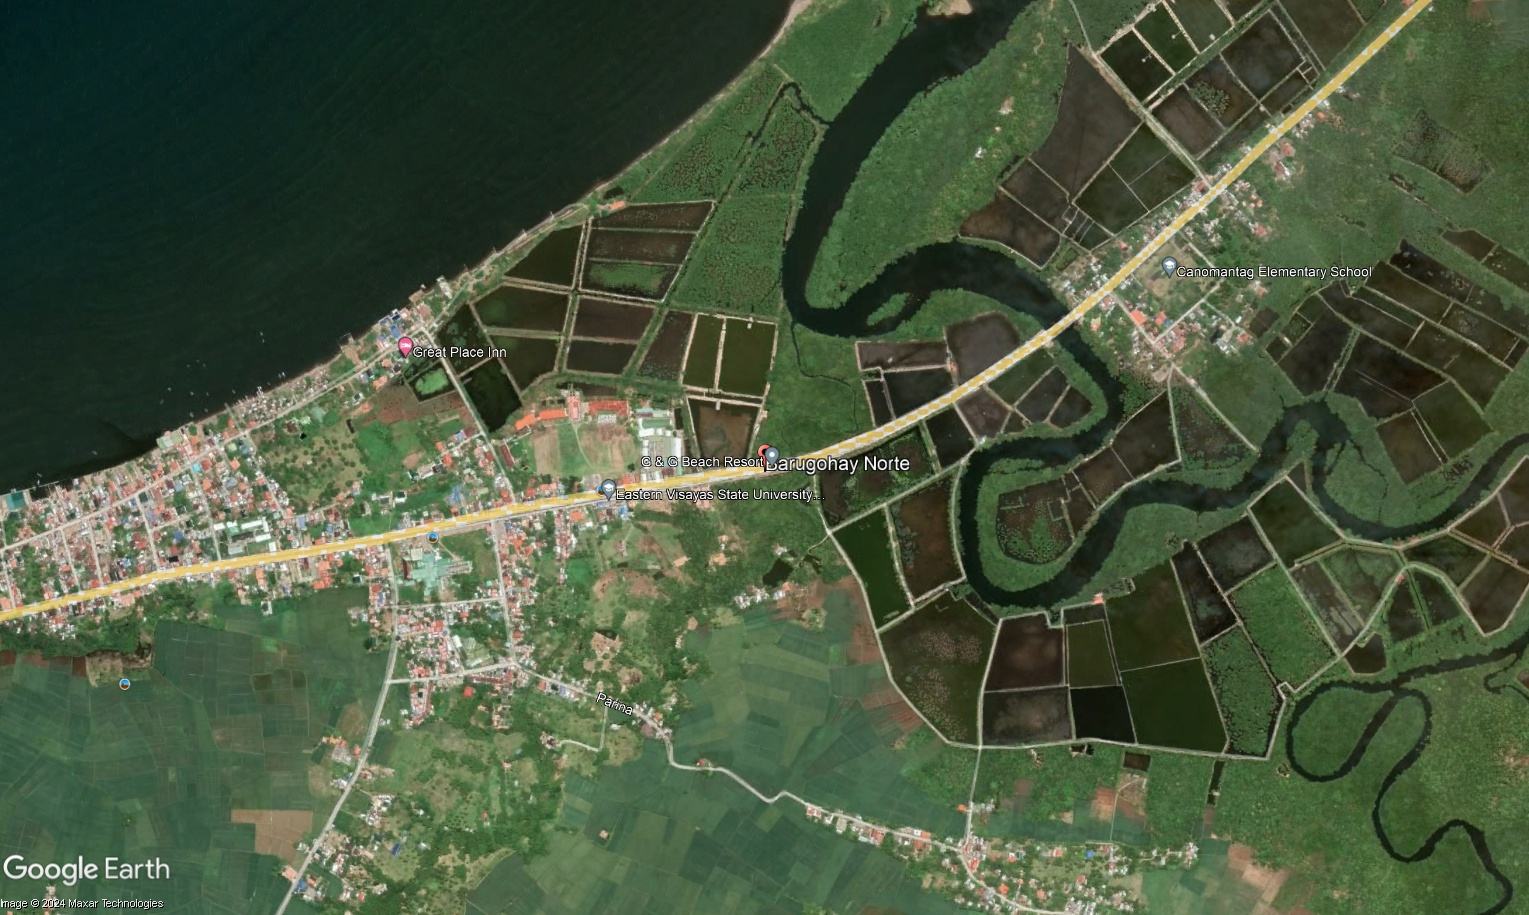 Canomantag Elementary School
Great Place Inn
C & C Beach Resort
Barugohay Norte
Eastern Visayas State University...
Parina
Google Earth
Image © 2024 Maxar Technologies